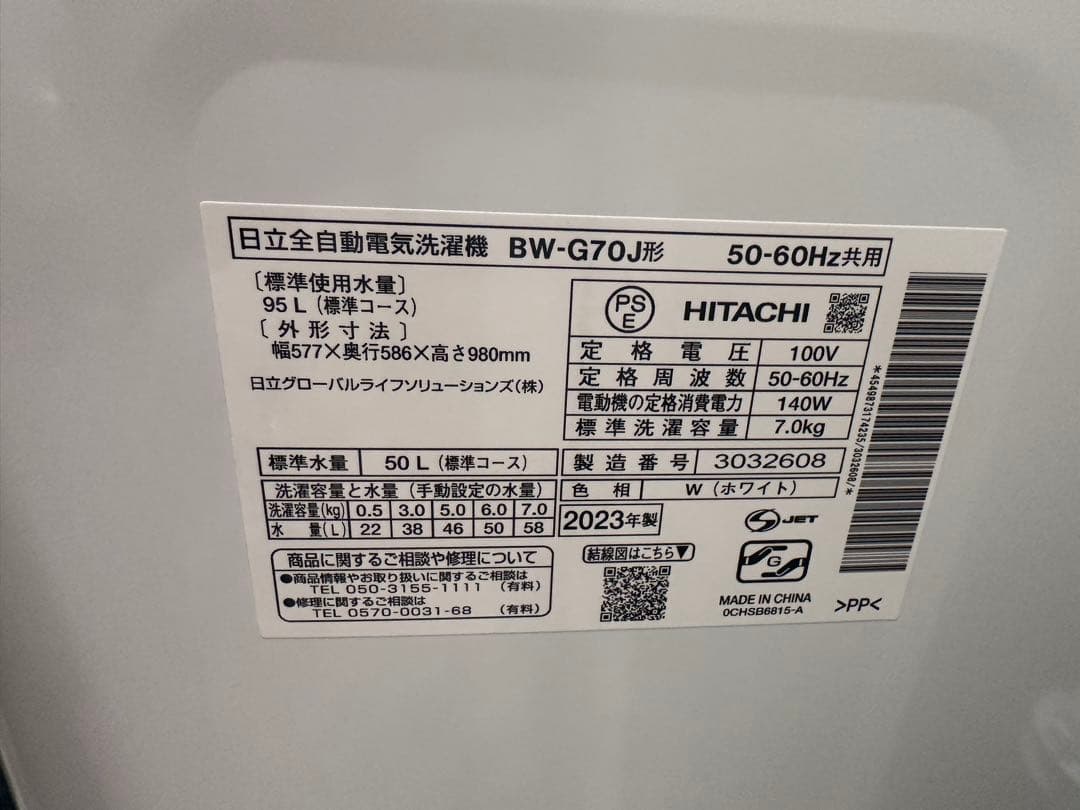 日立全自動電気洗濯機 BW-G70J形 50-60Hz共用
〔標準使用水量〕
95 L (標準コース)
〔外形寸法〕
幅577×奥行586×高さ980mm
日立グローバルライフソリューションズ(株)
PS
E
HITACHI
定格電圧 100V
定格周波数 50-60Hz
電動機の定格消費電力 140W
標準洗濯容量 7.0kg
標準水量 50 L (標準コース)
洗濯容量と水量 (手動設定の水量)
洗濯容量(kg) 0.5 3.0 5.0 6.0 7.0
水量(L) 22 38 46 50 58
製造番号 3032608
色相 W (ホワイト)
2023年製
S JET
商品に関するご相談や修理について
●商品情報やお取り扱いに関するご相談は
TEL 050-3155-1111 (有料)
●修理に関するご相談は
TEL 0570-0031-68 (有料)
結線図はこちら▼
G
MADE IN CHINA
0CHSB6815-A
>PP<
*4549873174235/3032608/*